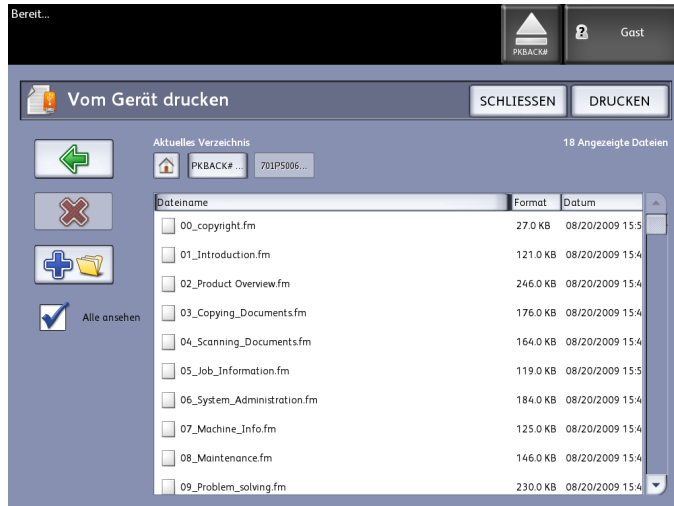 Bereit...
PKBACK#
Gast
Vom Gerät drucken
SCHLIESSEN
DRUCKEN
Aktuelles Verzeichnis
18 Angezeigte Dateien
PKBACK# ...
701P5006...
Dateiname Format Datum
00_copyright.fm 27.0 KB 08/20/2009 15:5
01_Introduction.fm 121.0 KB 08/20/2009 15:4
02_Product Overview.fm 246.0 KB 08/20/2009 15:4
03_Copying_Documents.fm 176.0 KB 08/20/2009 15:4
Alle ansehen
04_Scanning_Documents.fm 164.0 KB 08/20/2009 15:4
05_Job_Information.fm 119.0 KB 08/20/2009 15:5
06_System_Administration.fm 184.0 KB 08/20/2009 15:4
07_Machine_Info.fm 125.0 KB 08/20/2009 15:4
08_Maintenance.fm 146.0 KB 08/20/2009 15:4
09_Problem_solving.fm 230.0 KB 08/20/2009 15:4